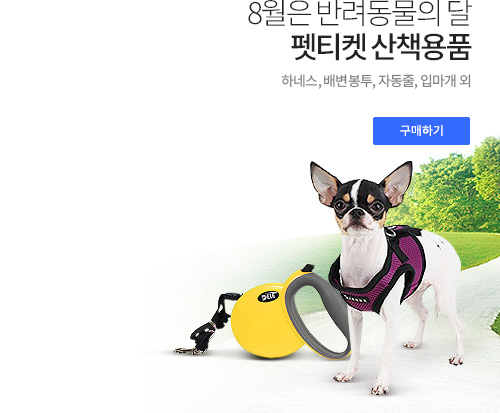 8월은 반려동물의 달
펫티켓 산책용품
하네스, 배변봉투, 자동줄, 입마개 외
구매하기